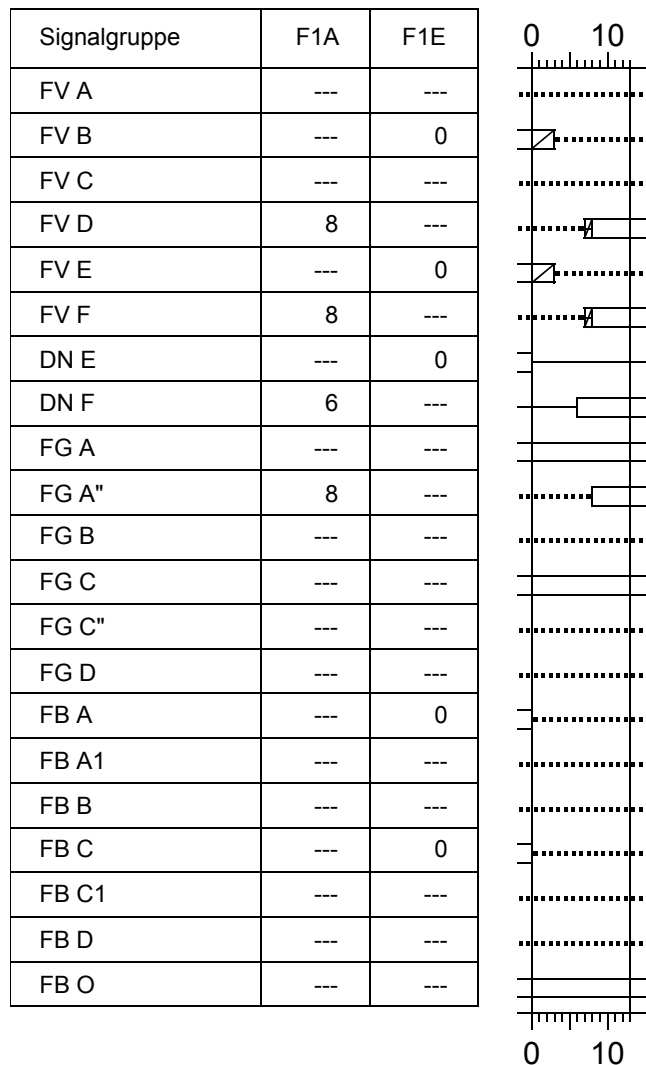 Signalgruppe F1A F1E 0 10
FV A --- ---
FV B --- 0
FV C --- ---
FV D 8 ---
FV E --- 0
FV F 8 ---
DN E --- 0
DN F 6 ---
FG A --- ---
FG A" 8 ---
FG B --- ---
FG C --- ---
FG C" --- ---
FG D --- ---
FB A --- 0
FB A1 --- ---
FB B --- ---
FB C --- 0
FB C1 --- ---
FB D --- ---
FB O --- ---
0 10